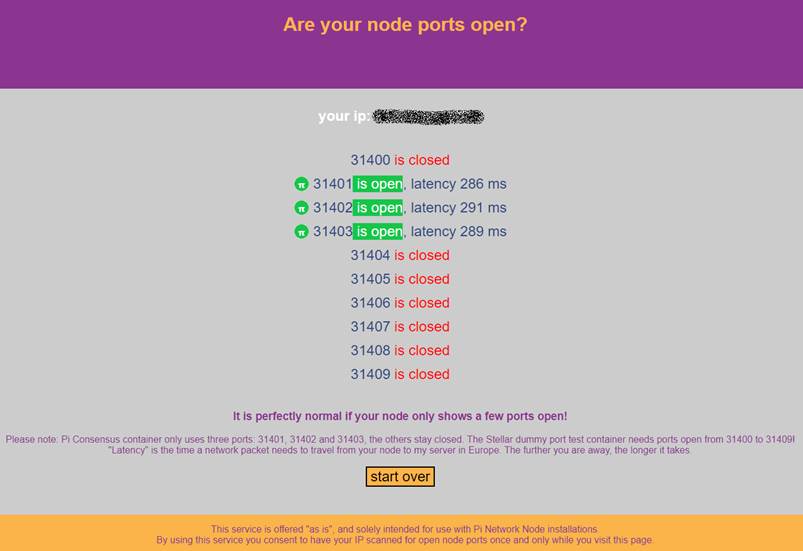 Are your node ports open?
your ip:
31400 is closed
π 31401 is open, latency 286 ms
π 31402 is open, latency 291 ms
π 31403 is open, latency 289 ms
31404 is closed
31405 is closed
31406 is closed
31407 is closed
31408 is closed
31409 is closed
It is perfectly normal if your node only shows a few ports open!
Please note: Pi Consensus container only uses three ports: 31401, 31402 and 31403, the others stay closed. The Stellar dummy port test container needs ports open from 31400 to 31409!
"Latency" is the time a network packet needs to travel from your node to my server in Europe. The further you are away, the longer it takes.
start over
This service is offered "as is", and solely intended for use with Pi Network Node installations.
By using this service you consent to have your IP scanned for open node ports once and only while you visit this page.